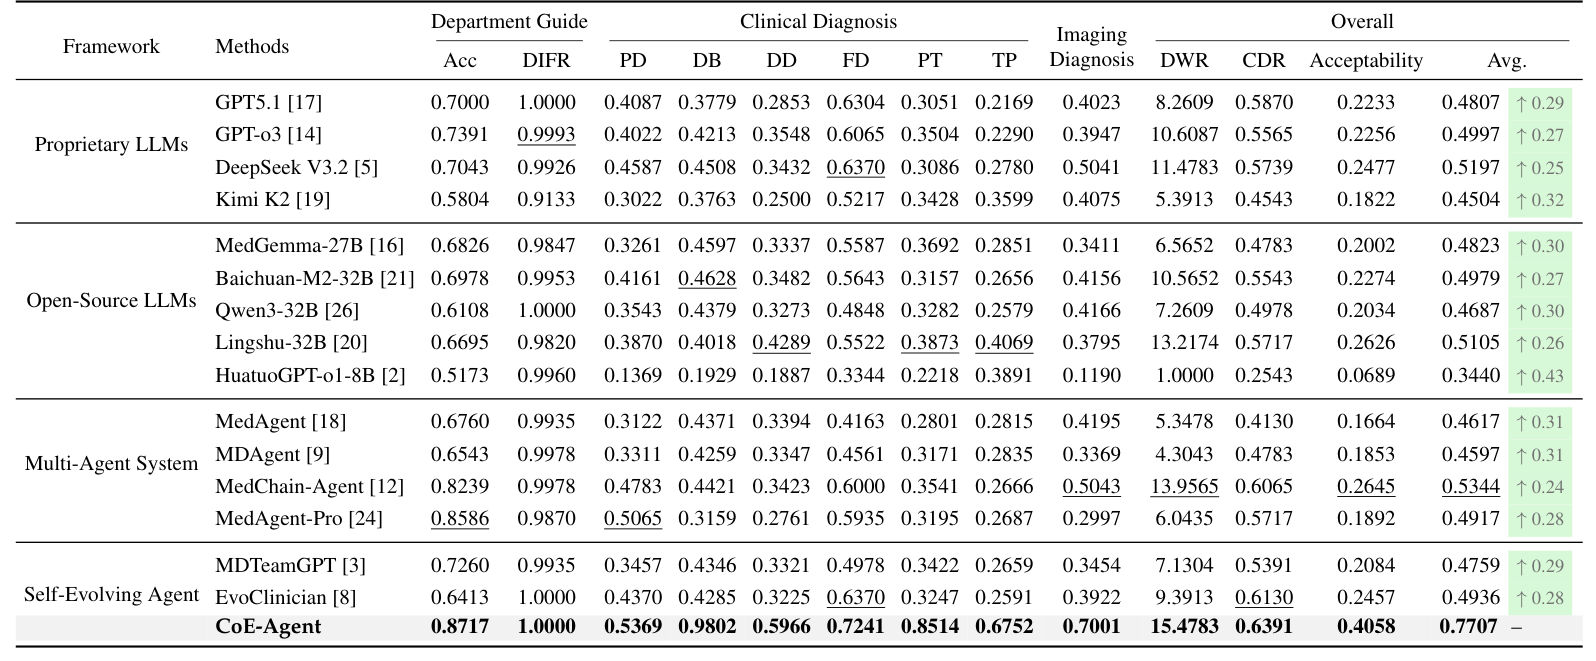 Framework Methods Department Guide Clinical Diagnosis Imaging Diagnosis Overall
Acc DIFR PD DB DD FD PT TP DWR CDR Acceptability Avg.
Proprietary LLMs
GPT5.1 [17] 0.7000 1.0000 0.4087 0.3779 0.2853 0.6304 0.3051 0.2169 0.4023 8.2609 0.5870 0.2233 0.4807 ↑ 0.29
GPT-o3 [14] 0.7391 0.9993 0.4022 0.4213 0.3548 0.6065 0.3504 0.2290 0.3947 10.6087 0.5565 0.2256 0.4997 ↑ 0.27
DeepSeek V3.2 [5] 0.7043 0.9926 0.4587 0.4508 0.3432 0.6370 0.3086 0.2780 0.5041 11.4783 0.5739 0.2477 0.5197 ↑ 0.25
Kimi K2 [19] 0.5804 0.9133 0.3022 0.3763 0.2500 0.5217 0.3428 0.3599 0.4075 5.3913 0.4543 0.1822 0.4504 ↑ 0.32
Open-Source LLMs
MedGemma-27B [16] 0.6826 0.9847 0.3261 0.4597 0.3337 0.5587 0.3692 0.2851 0.3411 6.5652 0.4783 0.2002 0.4823 ↑ 0.30
Baichuan-M2-32B [21] 0.6978 0.9953 0.4161 0.4628 0.3482 0.5643 0.3157 0.2656 0.4156 10.5652 0.5543 0.2274 0.4979 ↑ 0.27
Qwen3-32B [26] 0.6108 1.0000 0.3543 0.4379 0.3273 0.4848 0.3282 0.2579 0.4166 7.2609 0.4978 0.2034 0.4687 ↑ 0.30
Lingshu-32B [20] 0.6695 0.9820 0.3870 0.4018 0.4289 0.5522 0.3873 0.4069 0.3795 13.2174 0.5717 0.2626 0.5105 ↑ 0.26
HuatuoGPT-o1-8B [2] 0.5173 0.9960 0.1369 0.1929 0.1887 0.3344 0.2218 0.3891 0.1190 1.0000 0.2543 0.0689 0.3440 ↑ 0.43
Multi-Agent System
MedAgent [18] 0.6760 0.9935 0.3122 0.4371 0.3394 0.4163 0.2801 0.2815 0.4195 5.3478 0.4130 0.1664 0.4617 ↑ 0.31
MDAgent [9] 0.6543 0.9978 0.3311 0.4259 0.3347 0.4561 0.3171 0.2835 0.3369 4.3043 0.4783 0.1853 0.4597 ↑ 0.31
MedChain-Agent [12] 0.8239 0.9978 0.4783 0.4421 0.3423 0.6000 0.3541 0.2666 0.5043 13.9565 0.6065 0.2645 0.5344 ↑ 0.24
MedAgent-Pro [24] 0.8586 0.9870 0.5065 0.3159 0.2761 0.5935 0.3195 0.2687 0.2997 6.0435 0.5717 0.1892 0.4917 ↑ 0.28
Self-Evolving Agent
MDTeamGPT [3] 0.7260 0.9935 0.3457 0.4346 0.3321 0.4978 0.3422 0.2659 0.3454 7.1304 0.5391 0.2084 0.4759 ↑ 0.29
EvoClinician [8] 0.6413 1.0000 0.4370 0.4285 0.3225 0.6370 0.3247 0.2591 0.3922 9.3913 0.6130 0.2457 0.4936 ↑ 0.28
CoE-Agent 0.8717 1.0000 0.5369 0.9802 0.5966 0.7241 0.8514 0.6752 0.7001 15.4783 0.6391 0.4058 0.7707 –